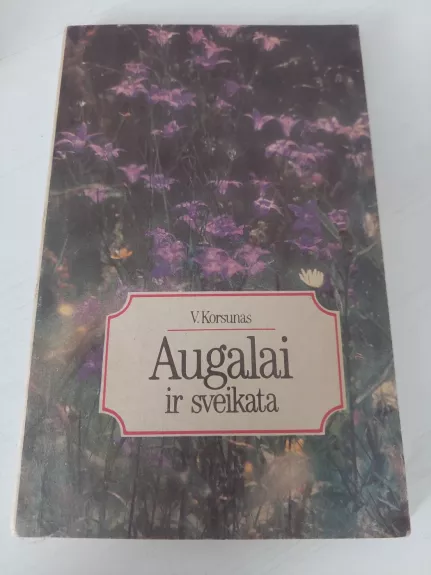 V. Korsunas
Augalai
ir sveikata